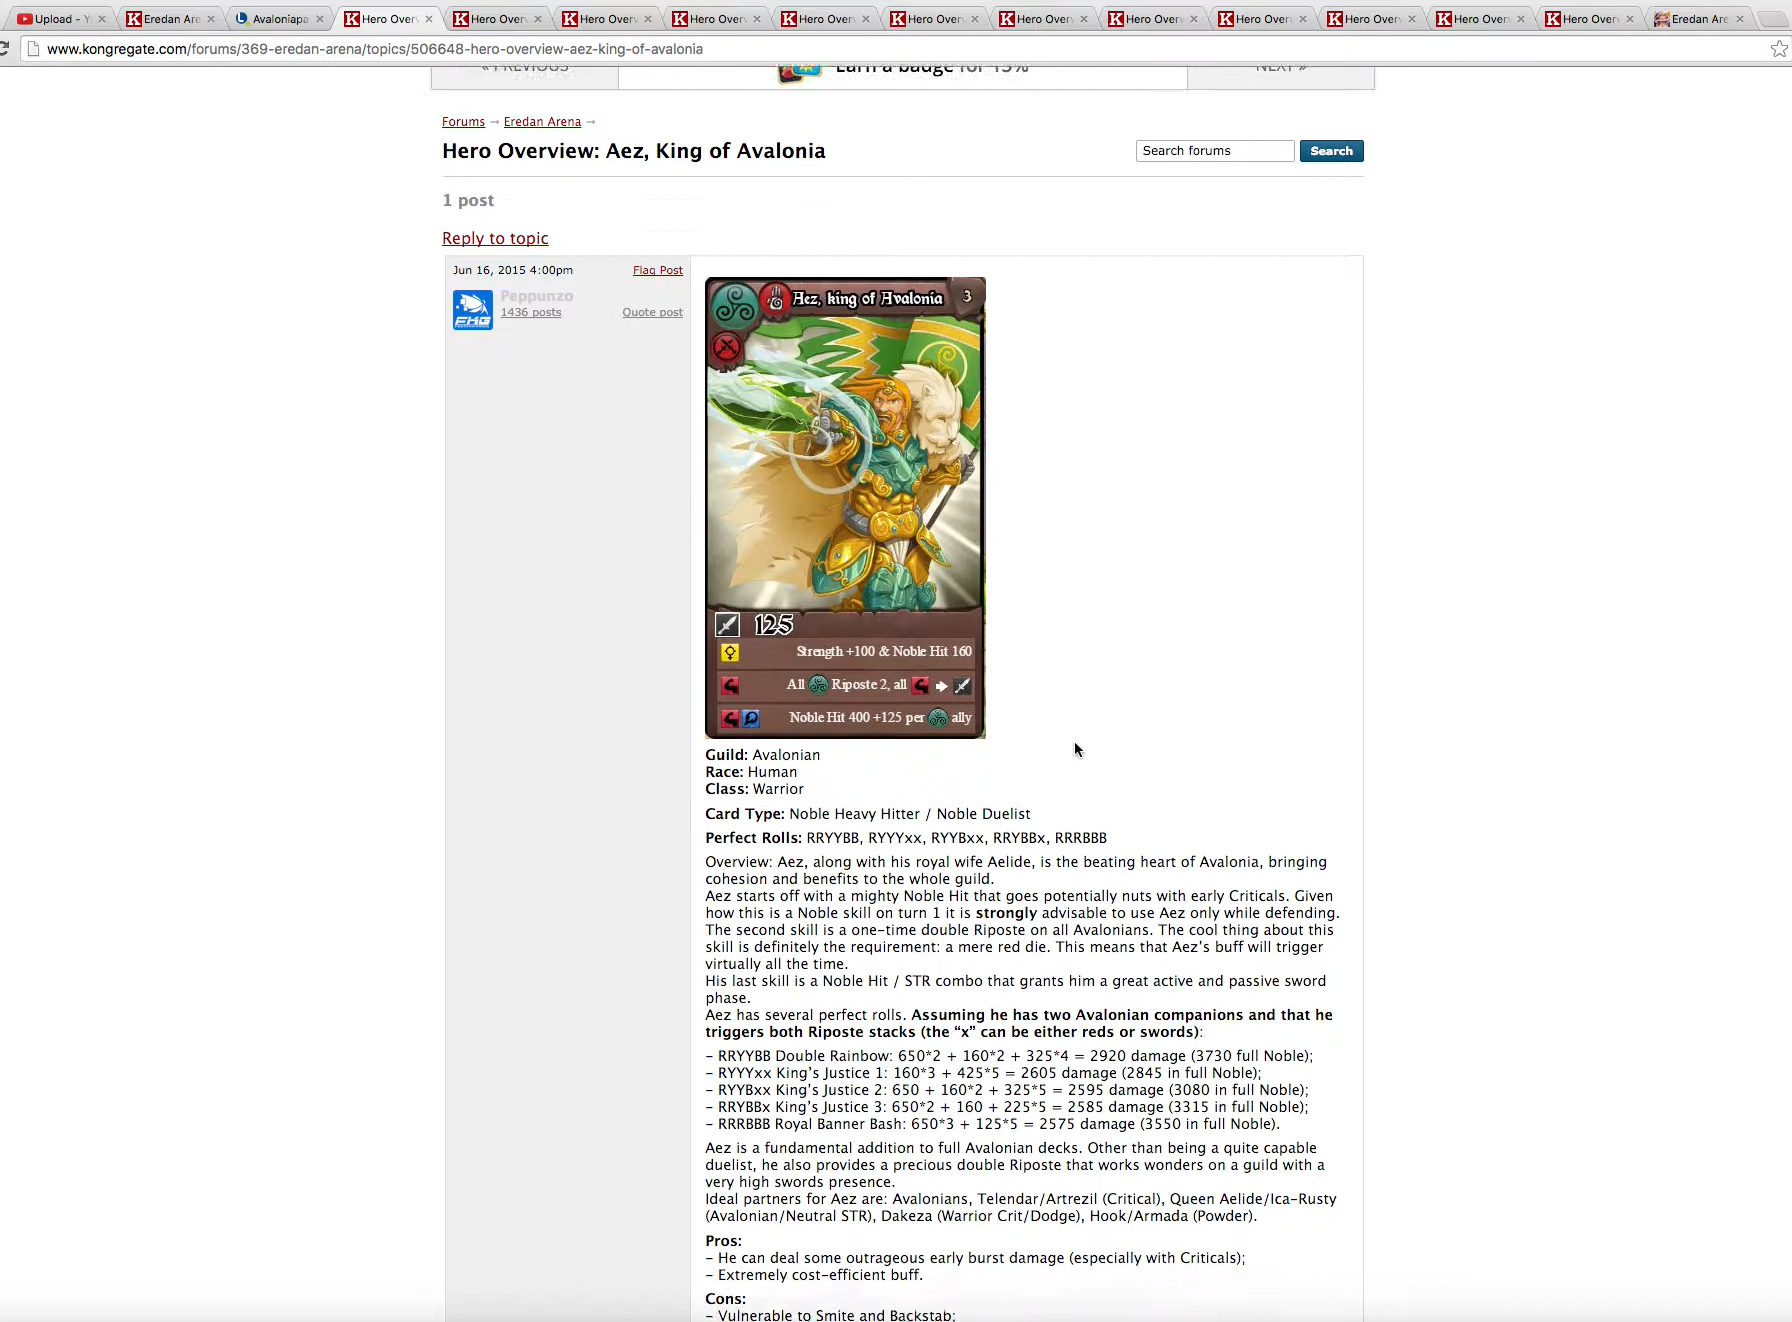 Upload - Y
Eredan Are
Avaloniapa
Hero Over
Hero Over
Hero Over
Hero Over
Hero Over
Hero Over
Hero Over
Hero Over
Hero Over
Hero Over
Hero Over
Hero Over
Eredan Are
www.kongregate.com/forums/369-eredan-arena/topics/506648-hero-overview-aez-king-of-avalonia
« PREVIOUS
Earn a badge for 15%
NEXT »
Forums → Eredan Arena →
Hero Overview: Aez, King of Avalonia
Search forums
Search
1 post
Reply to topic
Jun 16, 2015 4:00pm
Flag Post
FKG
Peppunzo
1436 posts
Quote post
Aez, king of Avalonia
3
125
Strength +100 & Noble Hit 160
All Riposte 2, all
Noble Hit 400 +125 per ally
Guild: Avalonian
Race: Human
Class: Warrior
Card Type: Noble Heavy Hitter / Noble Duelist
Perfect Rolls: RRYYBB, RYYYxx, RYYBxx, RRYBBx, RRRBBB
Overview: Aez, along with his royal wife Aelide, is the beating heart of Avalonia, bringing
cohesion and benefits to the whole guild.
Aez starts off with a mighty Noble Hit that goes potentially nuts with early Criticals. Given
how this is a Noble skill on turn 1 it is strongly advisable to use Aez only while defending.
The second skill is a one-time double Riposte on all Avalonians. The cool thing about this
skill is definitely the requirement: a mere red die. This means that Aez’s buff will trigger
virtually all the time.
His last skill is a Noble Hit / STR combo that grants him a great active and passive sword
phase.
Aez has several perfect rolls. Assuming he has two Avalonian companions and that he
triggers both Riposte stacks (the “x” can be either reds or swords):
– RRYYBB Double Rainbow: 650*2 + 160*2 + 325*4 = 2920 damage (3730 full Noble);
– RYYYxx King’s Justice 1: 160*3 + 425*5 = 2605 damage (2845 in full Noble);
– RYYBxx King’s Justice 2: 650 + 160*2 + 325*5 = 2595 damage (3080 in full Noble);
– RRYBBx King’s Justice 3: 650*2 + 160 + 225*5 = 2585 damage (3315 in full Noble);
– RRRBBB Royal Banner Bash: 650*3 + 125*5 = 2575 damage (3550 in full Noble).
Aez is a fundamental addition to full Avalonian decks. Other than being a quite capable
duelist, he also provides a precious double Riposte that works wonders on a guild with a
very high swords presence.
Ideal partners for Aez are: Avalonians, Telendar/Artrezil (Critical), Queen Aelide/Ica-Rusty
(Avalonian/Neutral STR), Dakeza (Warrior Crit/Dodge), Hook/Armada (Powder).
Pros:
– He can deal some outrageous early burst damage (especially with Criticals);
– Extremely cost-efficient buff.
Cons:
– Vulnerable to Smite and Backstab;